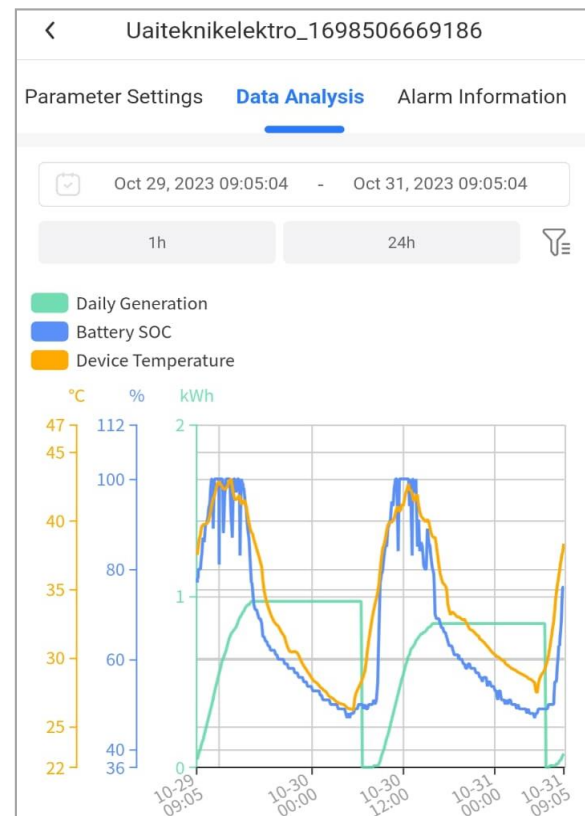 Uaiteknikelektro_1698506669186
Parameter Settings Data Analysis Alarm Information
Oct 29, 2023 09:05:04 - Oct 31, 2023 09:05:04
1h 24h
Daily Generation
Battery SOC
Device Temperature
°C % kWh
47 112 2
45
100
40
80
35 1
30 60
25
40
22 36 0
10-29 09:05
10-30 00:00
10-30 12:00
10-31 00:00
10-31 09:05